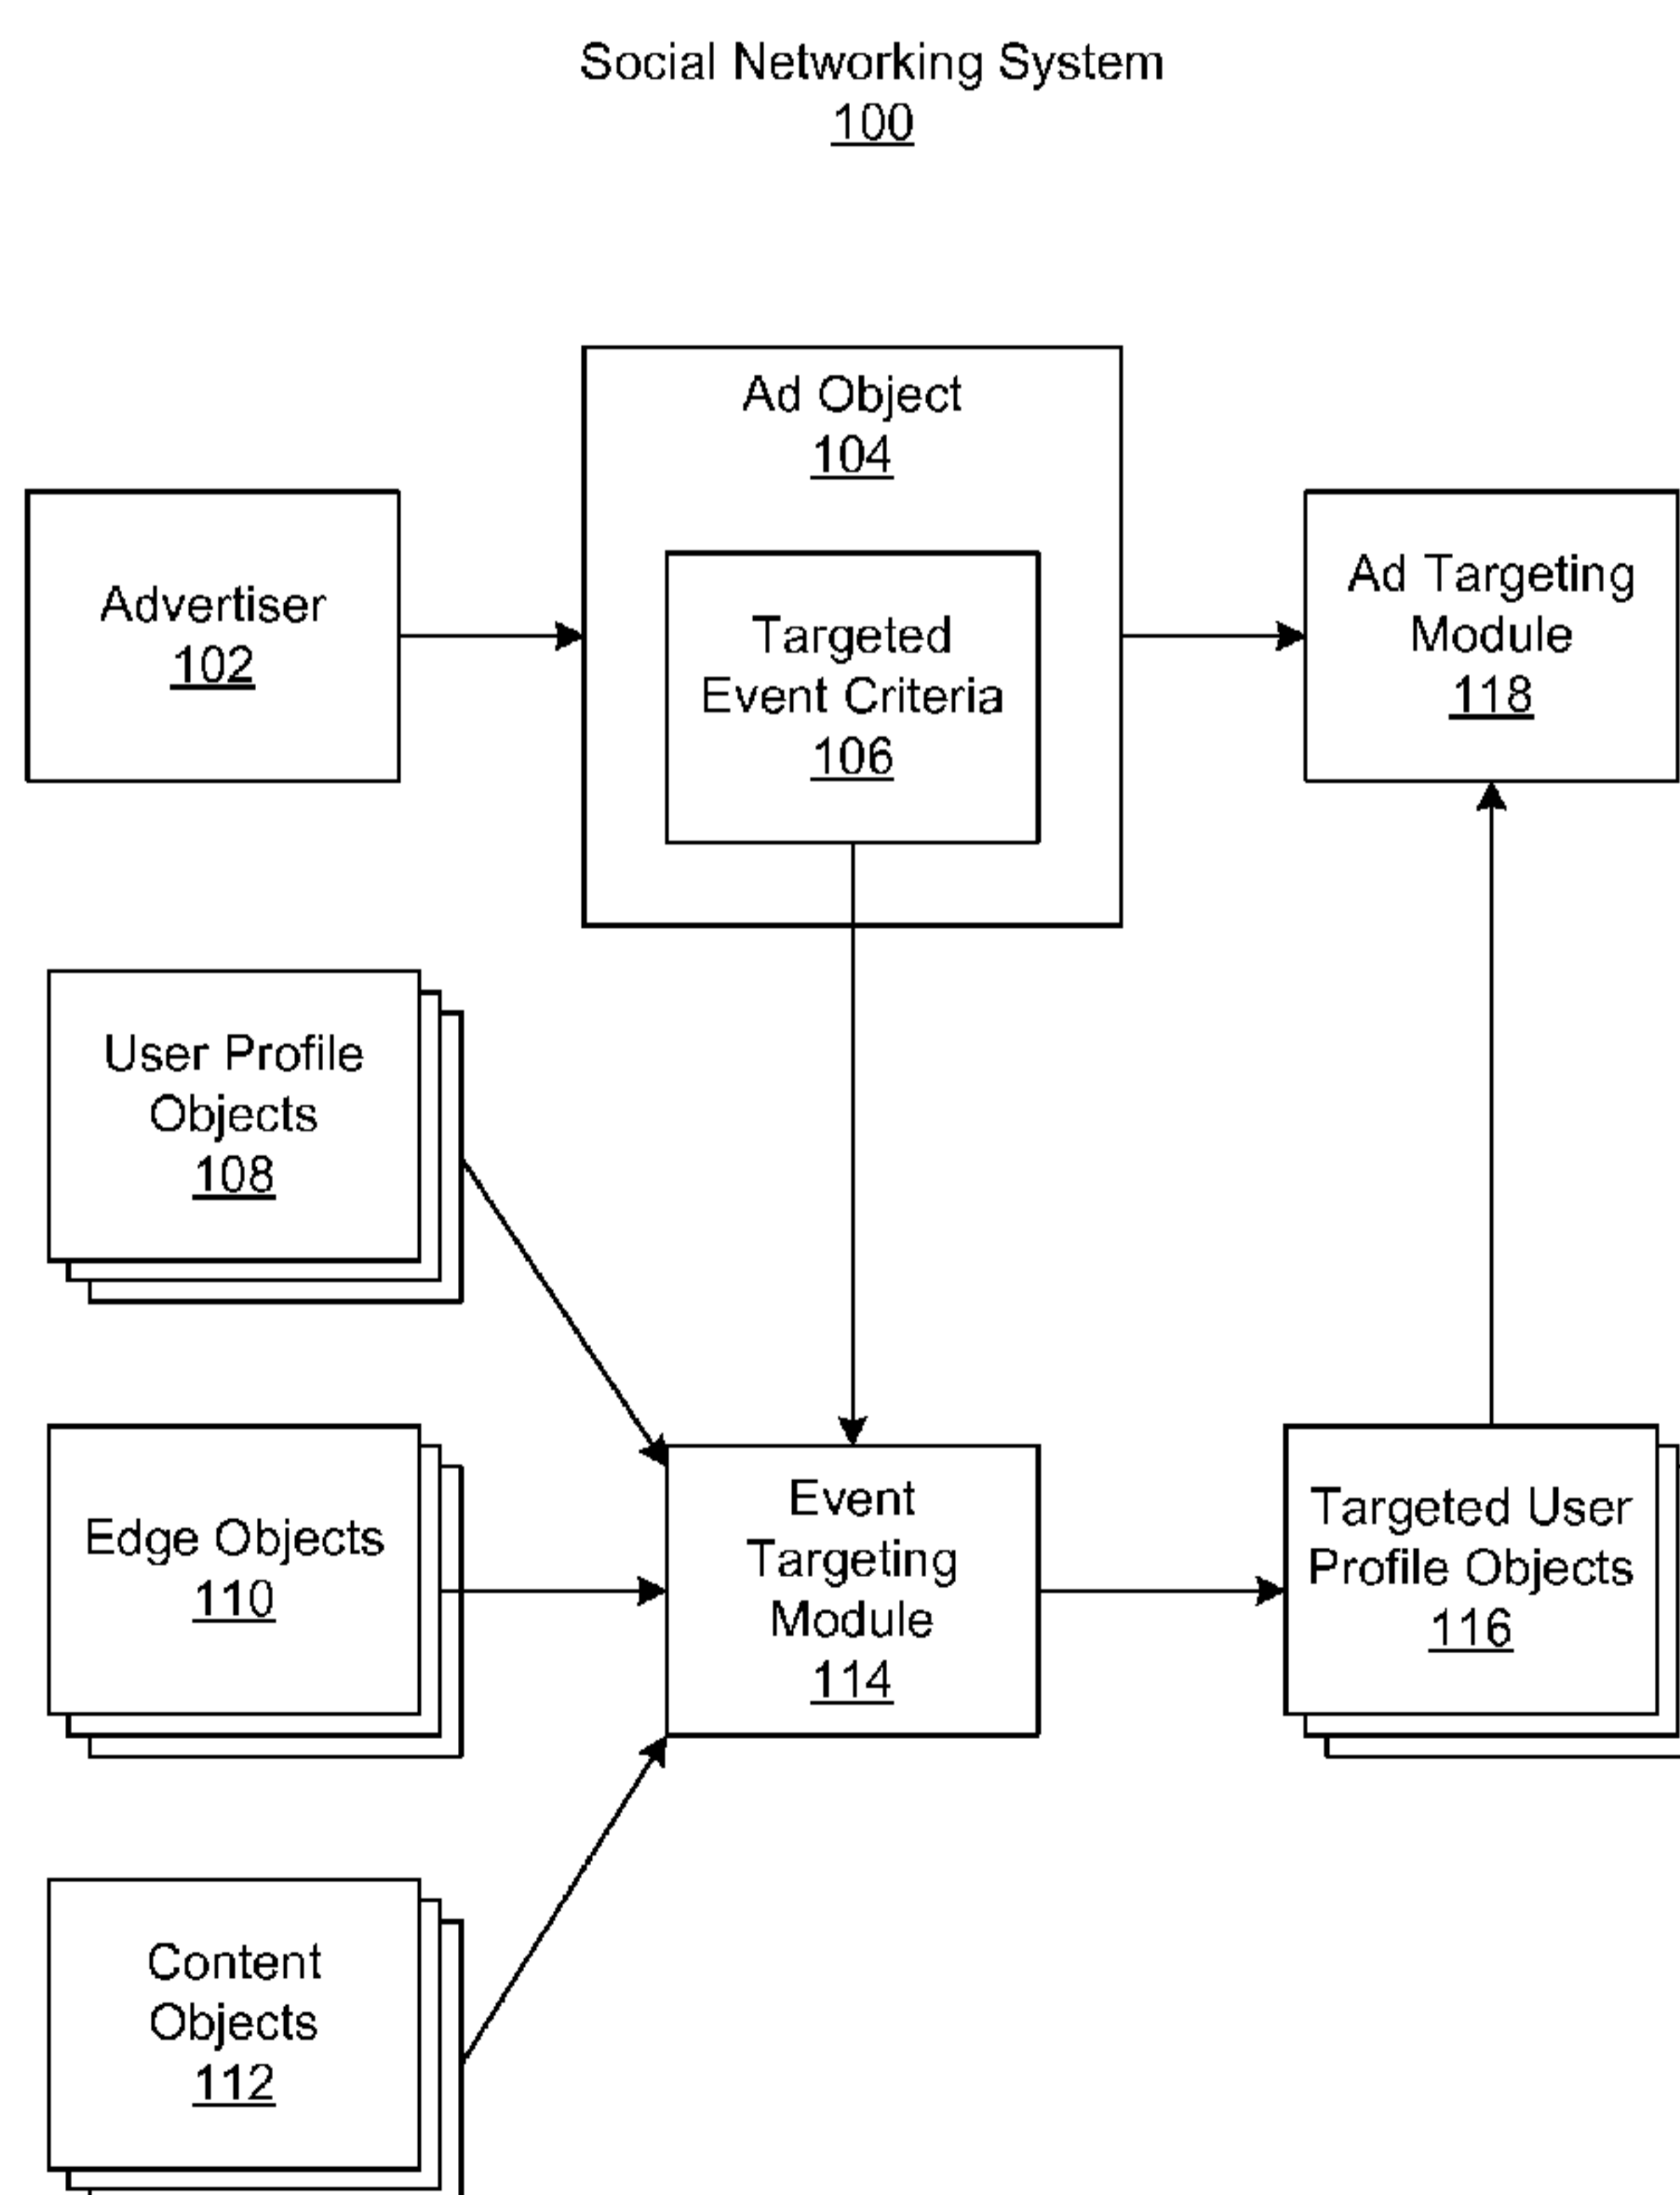 Social Networking System
100
Ad Object
104
Advertiser
102
Targeted
Event Criteria
106
Ad Targeting
Module
118
User Profile
Objects
108
Edge Objects
110
Event
Targeting
Module
114
Targeted User
Profile Objects
116
Content
Objects
112